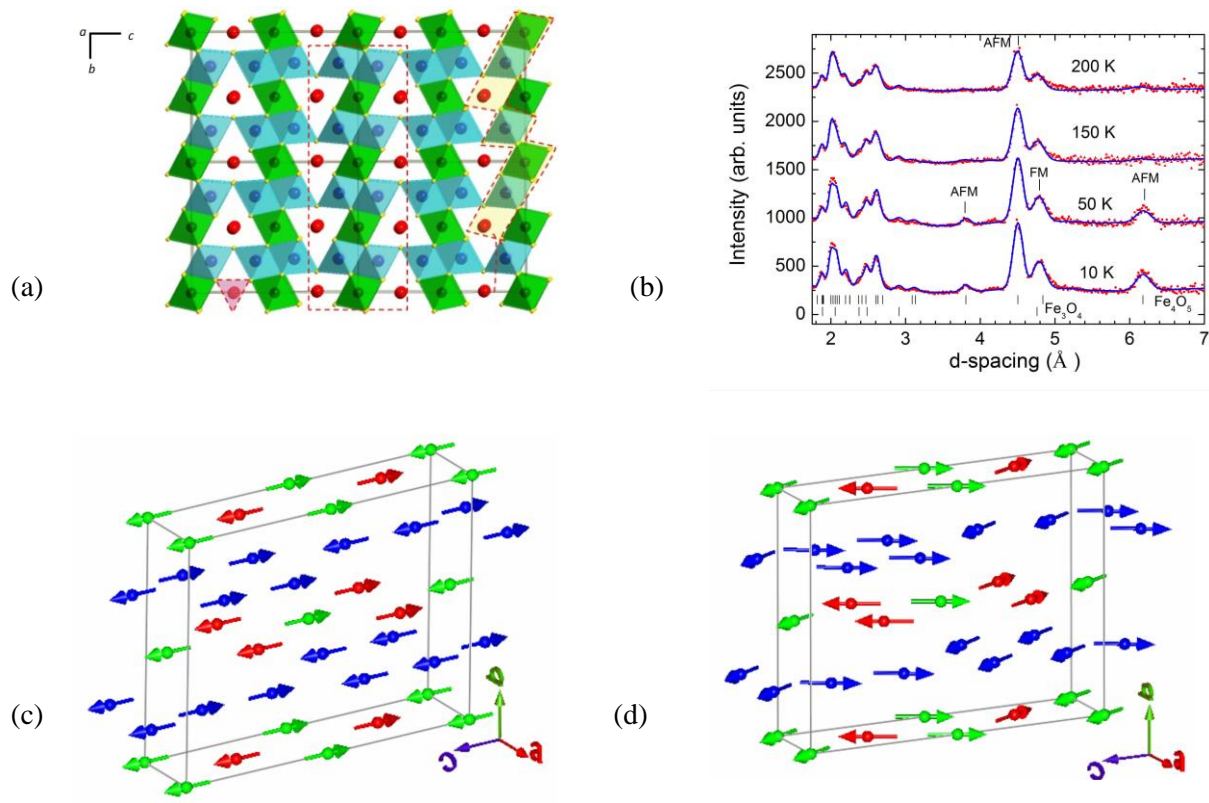 a
c
b
(a)
Intensity (arb. units)
2500
2000
1500
1000
500
0
AFM
200 K
150 K
AFM
FM
AFM
50 K
10 K
Fe₃O₄
Fe₄O₅
2
3
4
5
6
7
d-spacing (Å )
(b)
(c)
b
c
a
(d)
b
c
a